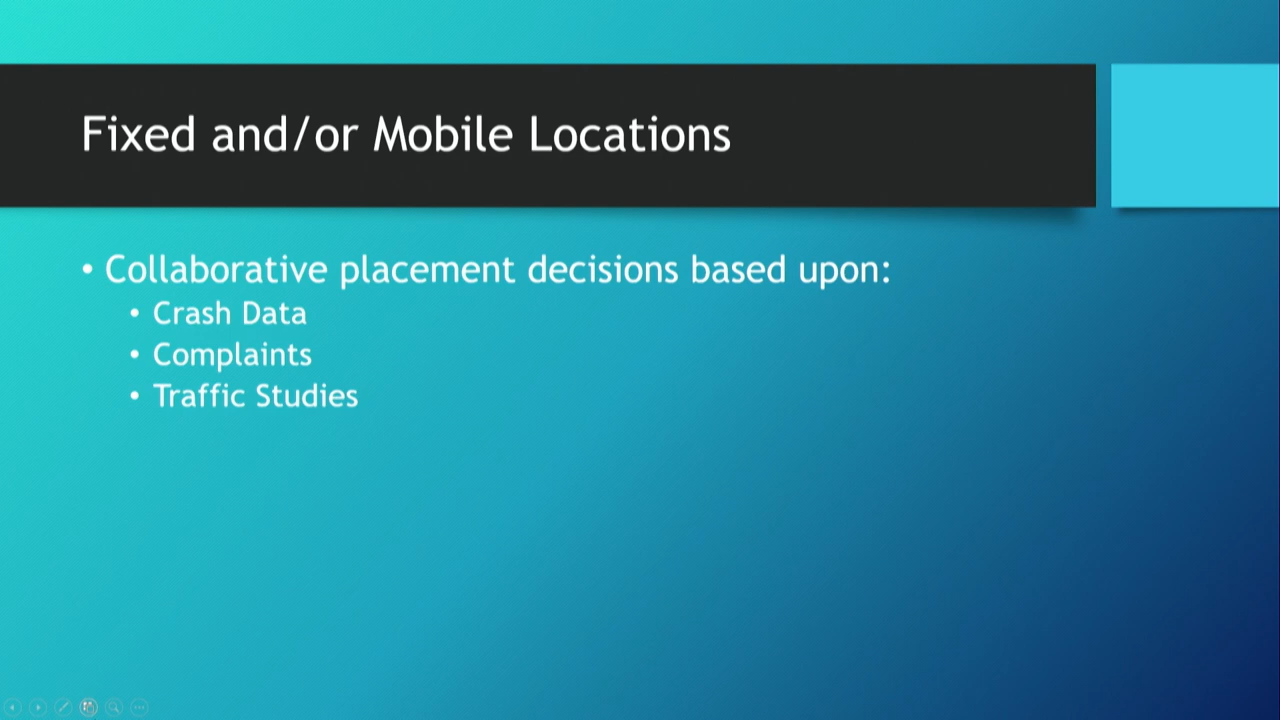 Fixed and/or Mobile Locations
• Collaborative placement decisions based upon:
• Crash Data
• Complaints
• Traffic Studies